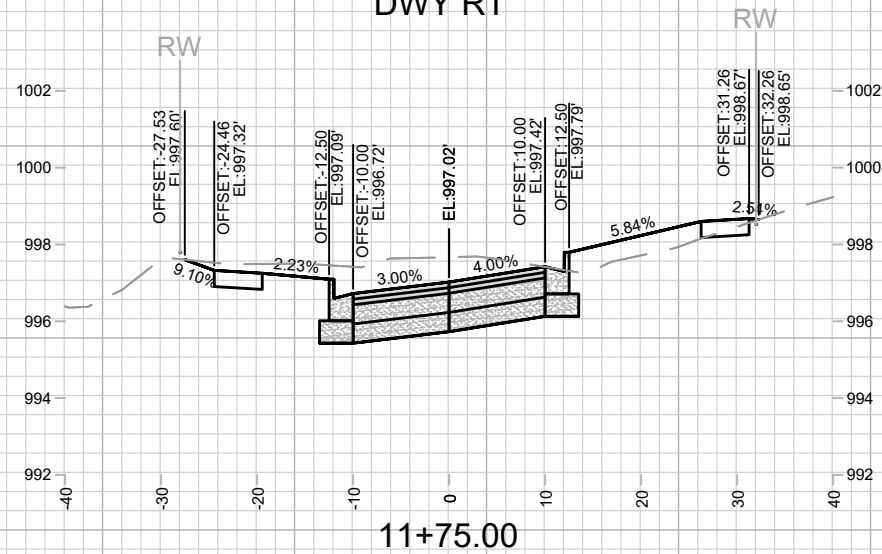 DWY RT
RW
RW
1002
1002
1000
1000
998
998
996
996
994
994
992
992
OFFSET:-27.53
EL:997.60'
OFFSET:-24.46
EL:997.32'
OFFSET:-12.50
EL:997.09'
OFFSET:-10.00
EL:996.72'
EL:997.02'
OFFSET:10.00
EL:997.42'
OFFSET:12.50
EL:997.79'
OFFSET:31.26
EL:998.67'
OFFSET:32.26
EL:998.65'
9.10%
2.23%
3.00%
4.00%
5.84%
2.54%
-40
-30
-20
-10
0
10
20
30
40
11+75.00